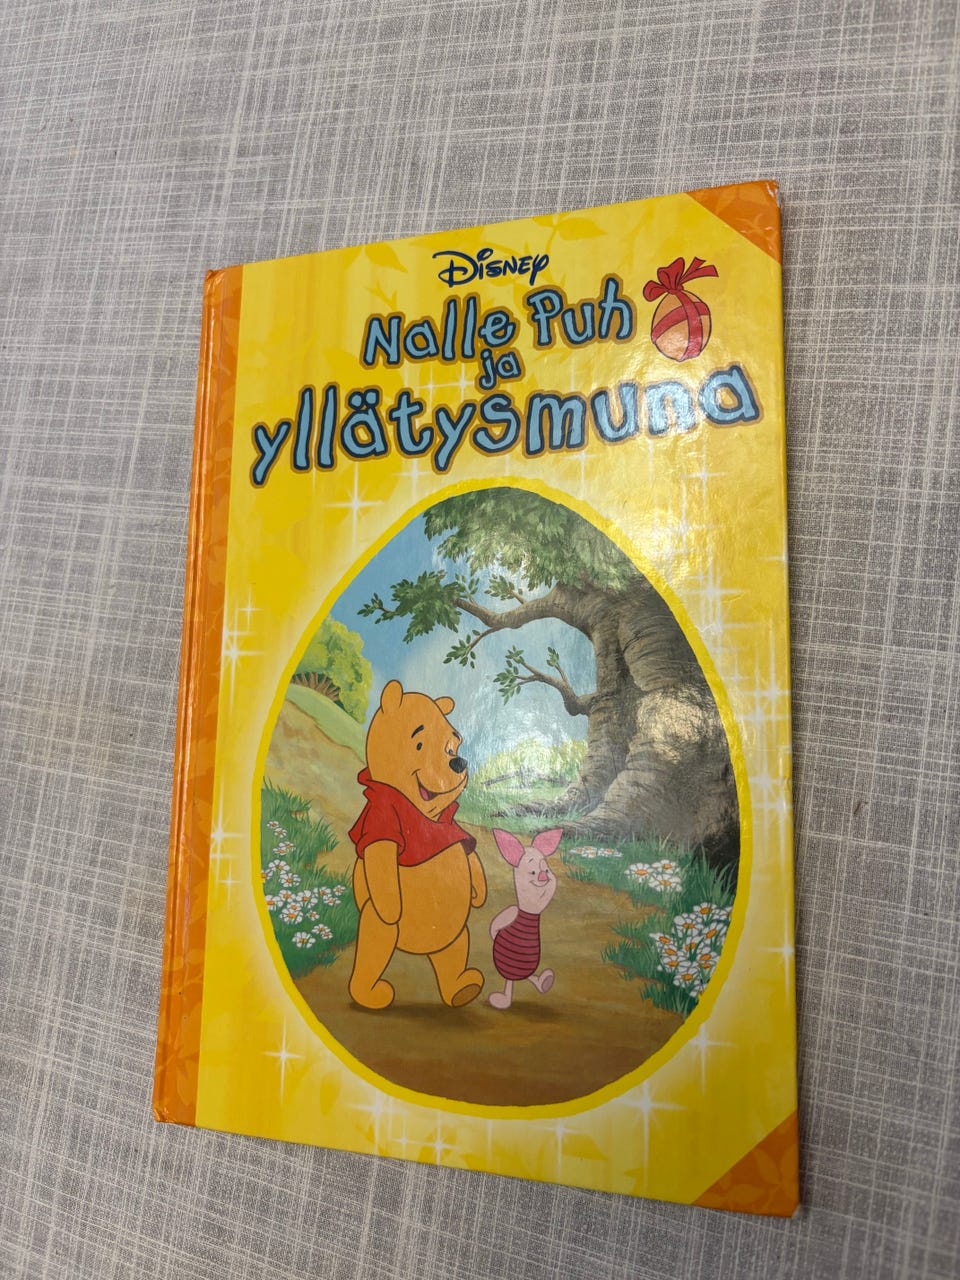 Disney
Nalle Puh
ja
yllätysmuna